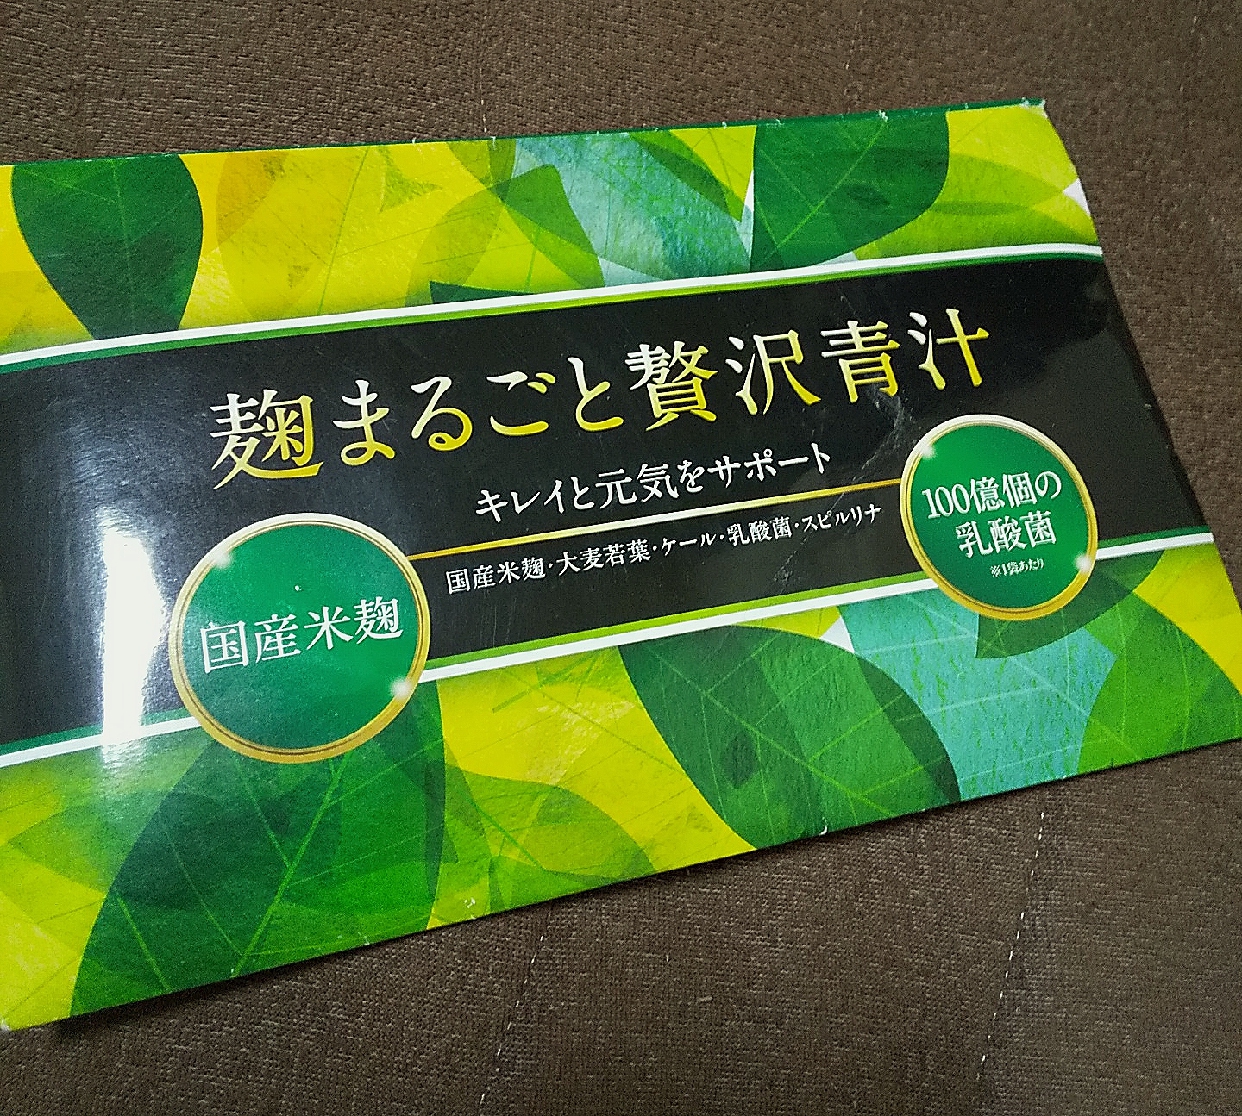 麹まるごと贅沢青汁
キレイと元気をサポート
国産米麹・大麦若葉・ケール・乳酸菌・スピルリナ
国産米麹
100億個の
乳酸菌
※1袋あたり